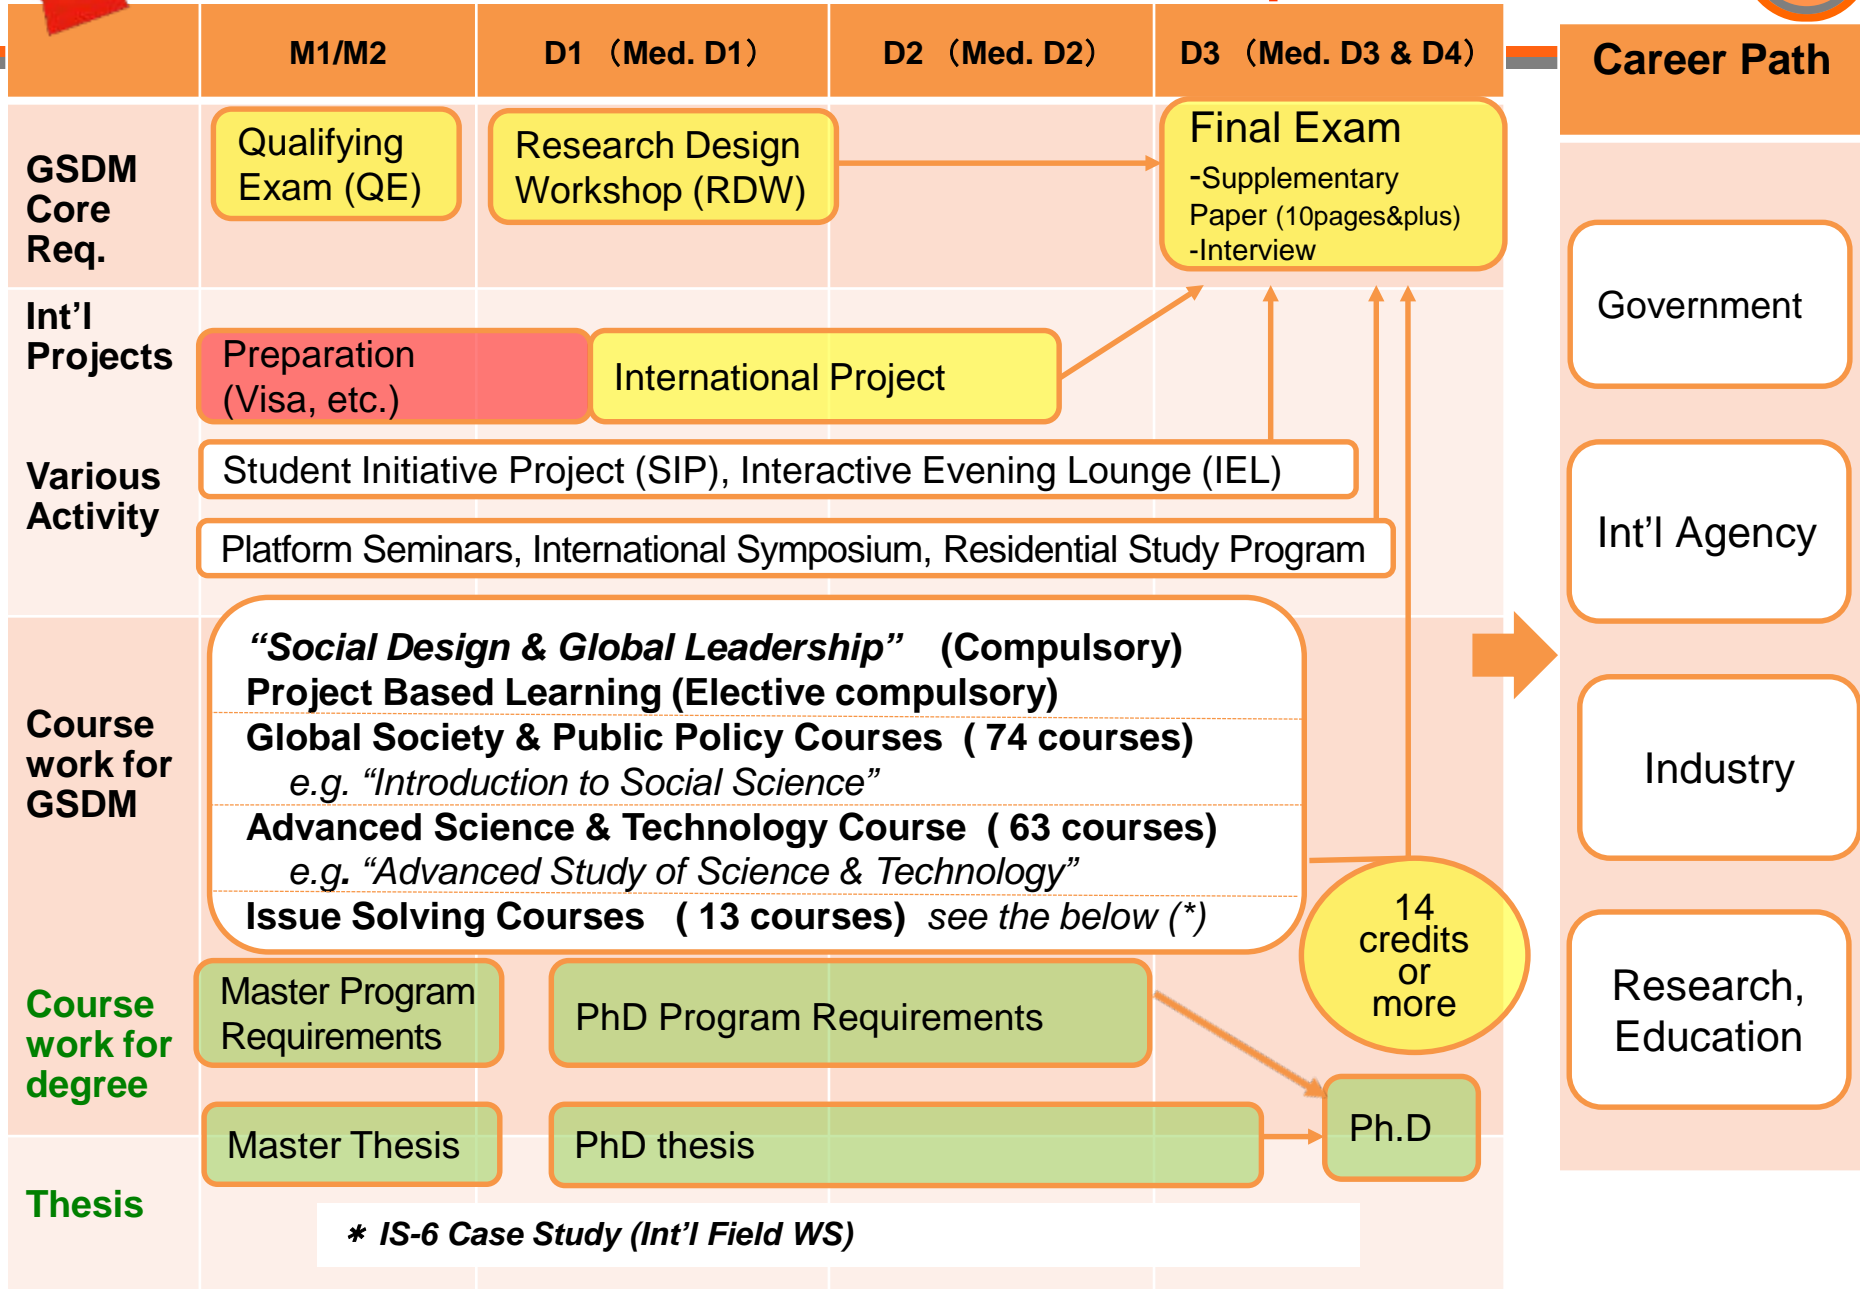 M1/M2
D1 （Med. D1）
D2 （Med. D2）
D3 （Med. D3 & D4）
Career Path
GSDM
Core
Req.
Qualifying
Exam (QE)
Research Design
Workshop (RDW)
Final Exam
-Supplementary
Paper (10pages&plus)
-Interview
Int’l
Projects
Preparation
(Visa, etc.)
International Project
Various
Activity
Student Initiative Project (SIP), Interactive Evening Lounge (IEL)
Platform Seminars, International Symposium, Residential Study Program
Course
work for
GSDM
“Social Design & Global Leadership” (Compulsory)
Project Based Learning (Elective compulsory)
Global Society & Public Policy Courses ( 74 courses)
e.g. “Introduction to Social Science”
Advanced Science & Technology Course ( 63 courses)
e.g. “Advanced Study of Science & Technology”
Issue Solving Courses ( 13 courses) see the below (*)
14
credits
or
more
Course
work for
degree
Master Program
Requirements
PhD Program Requirements
Master Thesis
PhD thesis
Ph.D
Thesis
* IS-6 Case Study (Int’l Field WS)
Government
Int’l Agency
Industry
Research,
Education